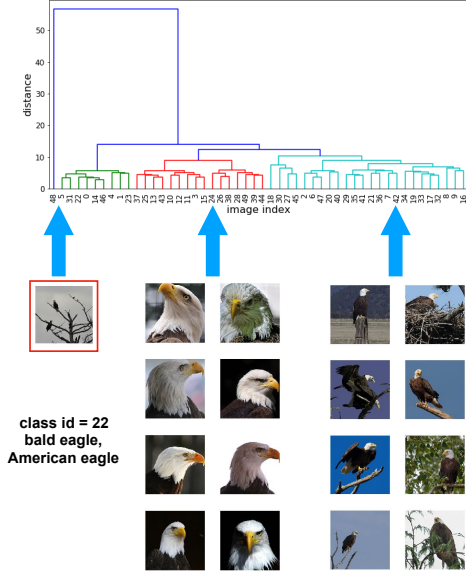 60
50
40
30
20
10
0
distance
48 5 31 22 0 14 46 4 1 23 37 25 13 43 10 12 11 3 15 24 26 38 28 49 39 44 18 30 27 45 2 6 47 20 40 29 35 41 21 36 7 42 34 19 33 17 32 8 9 16
image index
class id = 22
bald eagle,
American eagle